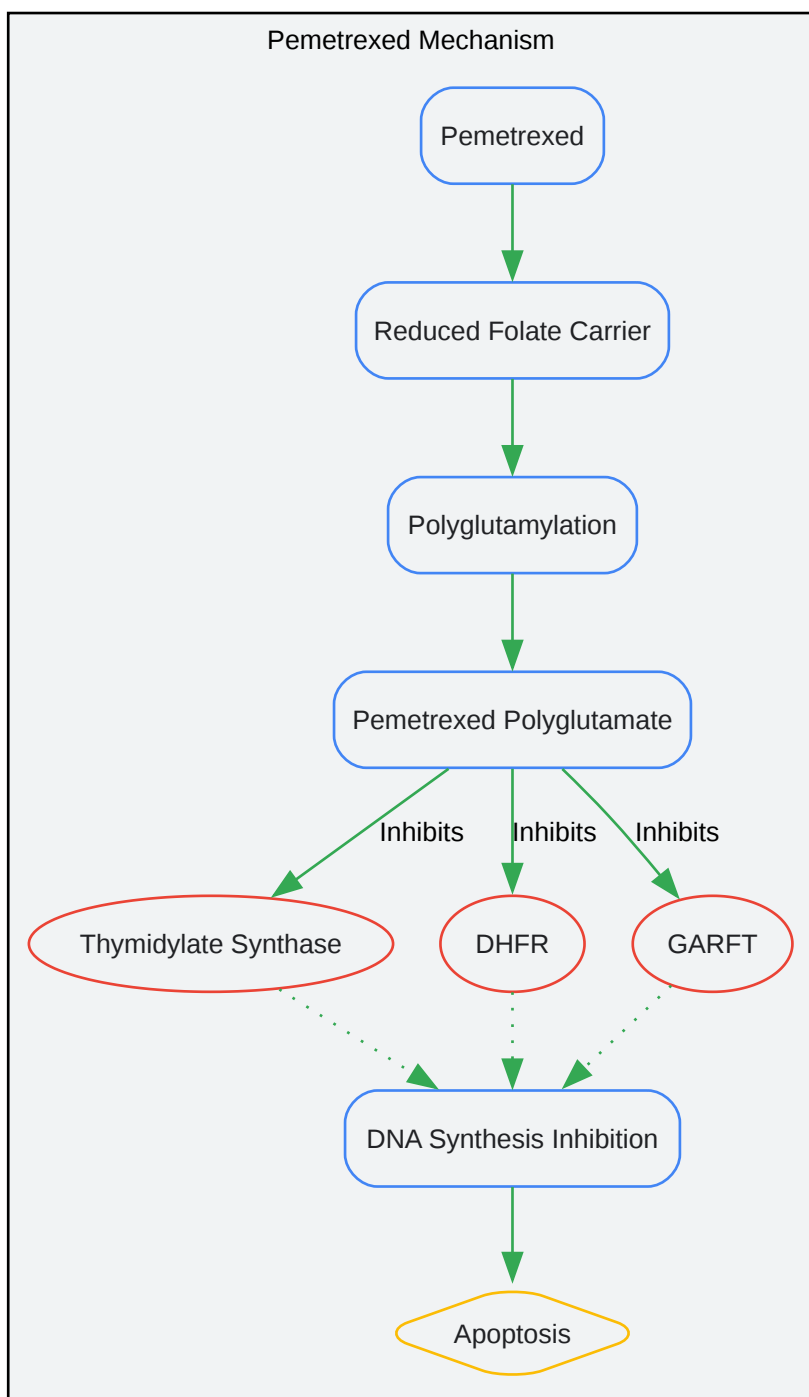 Pemetrexed Mechanism
Pemetrexed
Reduced Folate Carrier
Polyglutamylation
Pemetrexed Polyglutamate
Inhibits
Inhibits
Inhibits
Thymidylate Synthase
DHFR
GARFT
DNA Synthesis Inhibition
Apoptosis